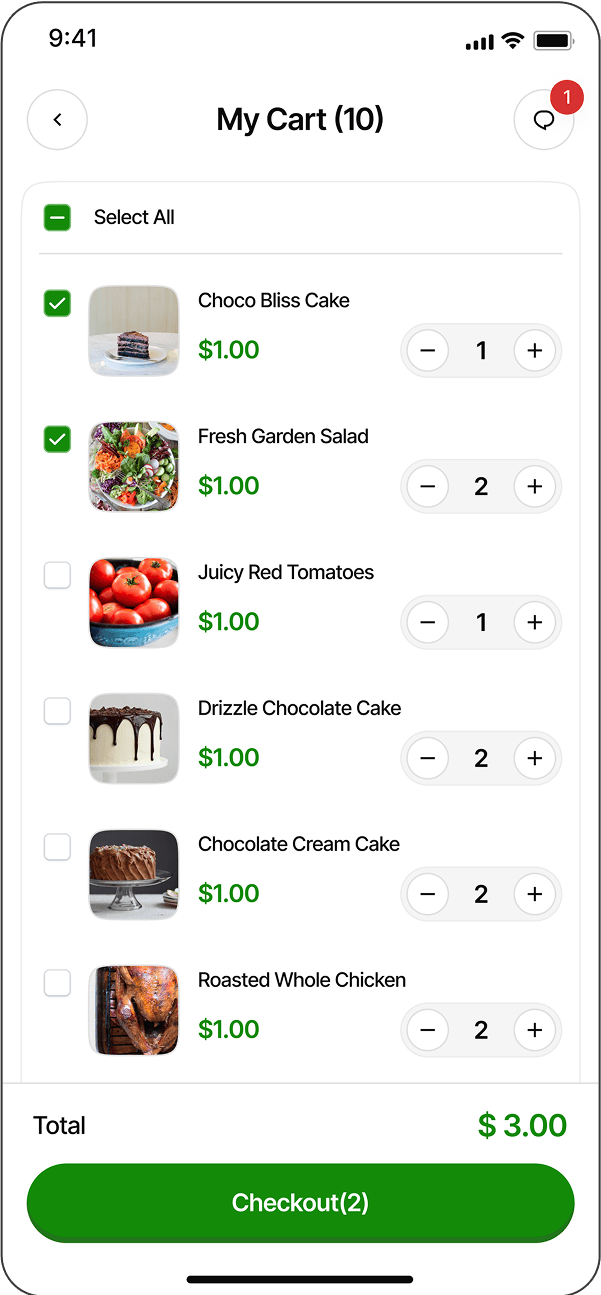 9:41
My Cart (10)
1
Select All
Choco Bliss Cake
$1.00
1
Fresh Garden Salad
$1.00
2
Juicy Red Tomatoes
$1.00
1
Drizzle Chocolate Cake
$1.00
2
Chocolate Cream Cake
$1.00
2
Roasted Whole Chicken
$1.00
2
Total
$ 3.00
Checkout(2)